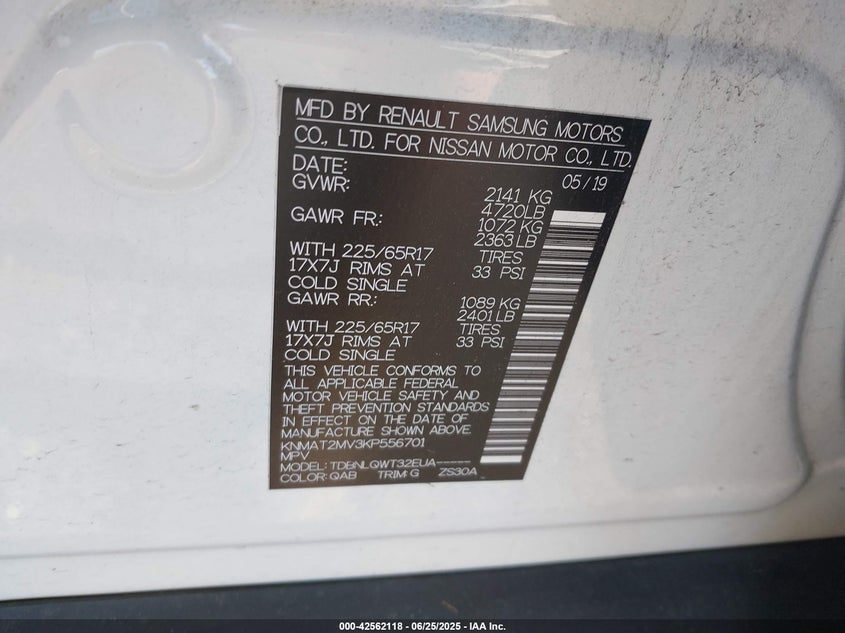 MFD BY RENAULT SAMSUNG MOTORS
CO., LTD. FOR NISSAN MOTOR CO., LTD.
DATE: 05/19
GVWR: 2141 KG
4720LB
GAWR FR: 1072 KG
2363 LB
WITH 225/65R17 TIRES
17X7J RIMS AT 33 PSI
COLD SINGLE
GAWR RR: 1089 KG
2401 LB
WITH 225/65R17 TIRES
17X7J RIMS AT 33 PSI
COLD SINGLE
THIS VEHICLE CONFORMS TO
ALL APPLICABLE FEDERAL
MOTOR VEHICLE SAFETY AND
THEFT PREVENTION STANDARDS
IN EFFECT ON THE DATE OF
MANUFACTURE SHOWN ABOVE.
KNMAT2MV3KP556701
MPV
MODEL: TDBNLQWT32EUA-----
COLOR: QAB TRIM: G ZS30A
000-42562118 | 06/25/2025 - IAA Inc.